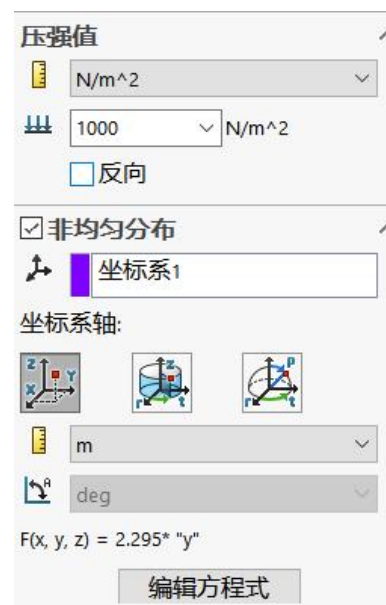 压强值
N/m^2
1000 N/m^2
反向
非均匀分布
坐标系1
坐标系轴:
z x Y r z t r p t
m
deg
F(x, y, z) = 2.295* "y"
编辑方程式